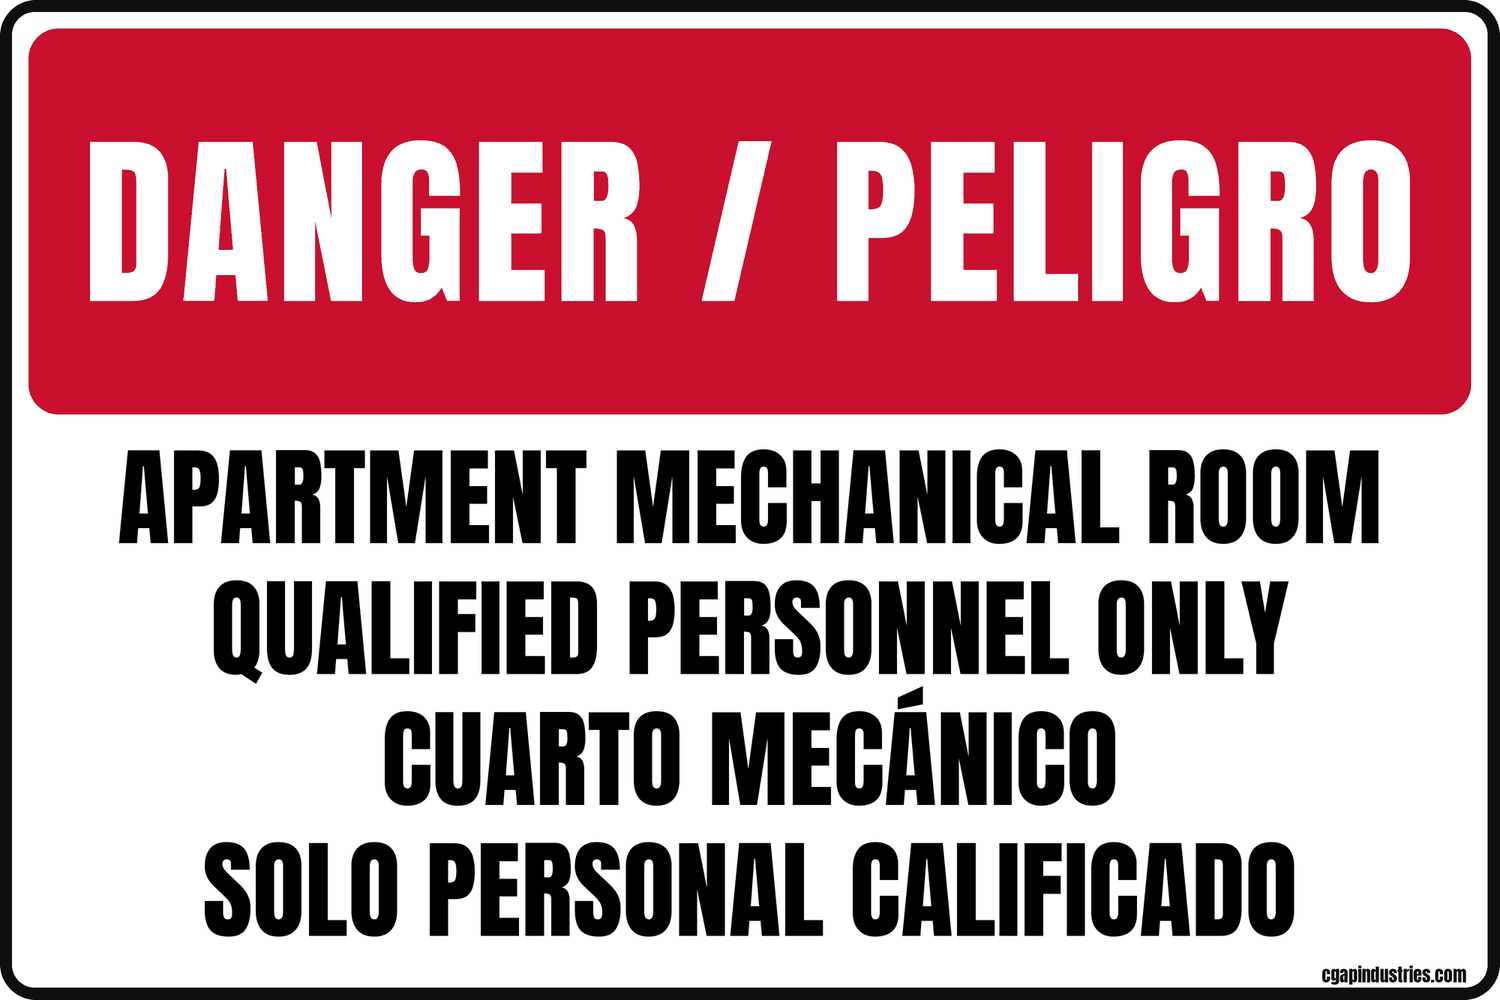 DANGER / PELIGRO
APARTMENT MECHANICAL ROOM
QUALIFIED PERSONNEL ONLY
CUARTO MECÁNICO
SOLO PERSONAL CALIFICADO
cgapindustries.com